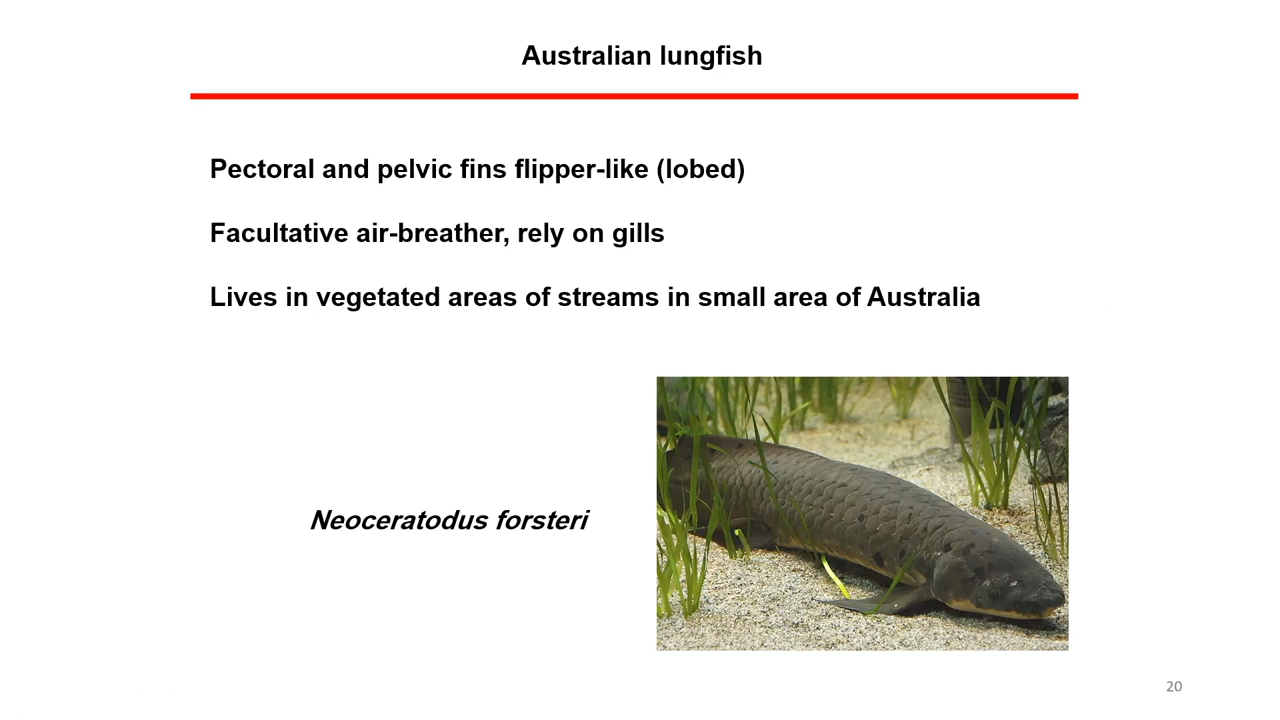 Australian lungfish
Pectoral and pelvic fins flipper-like (lobed)
Facultative air-breather, rely on gills
Lives in vegetated areas of streams in small area of Australia
Neoceratodus forsteri
20